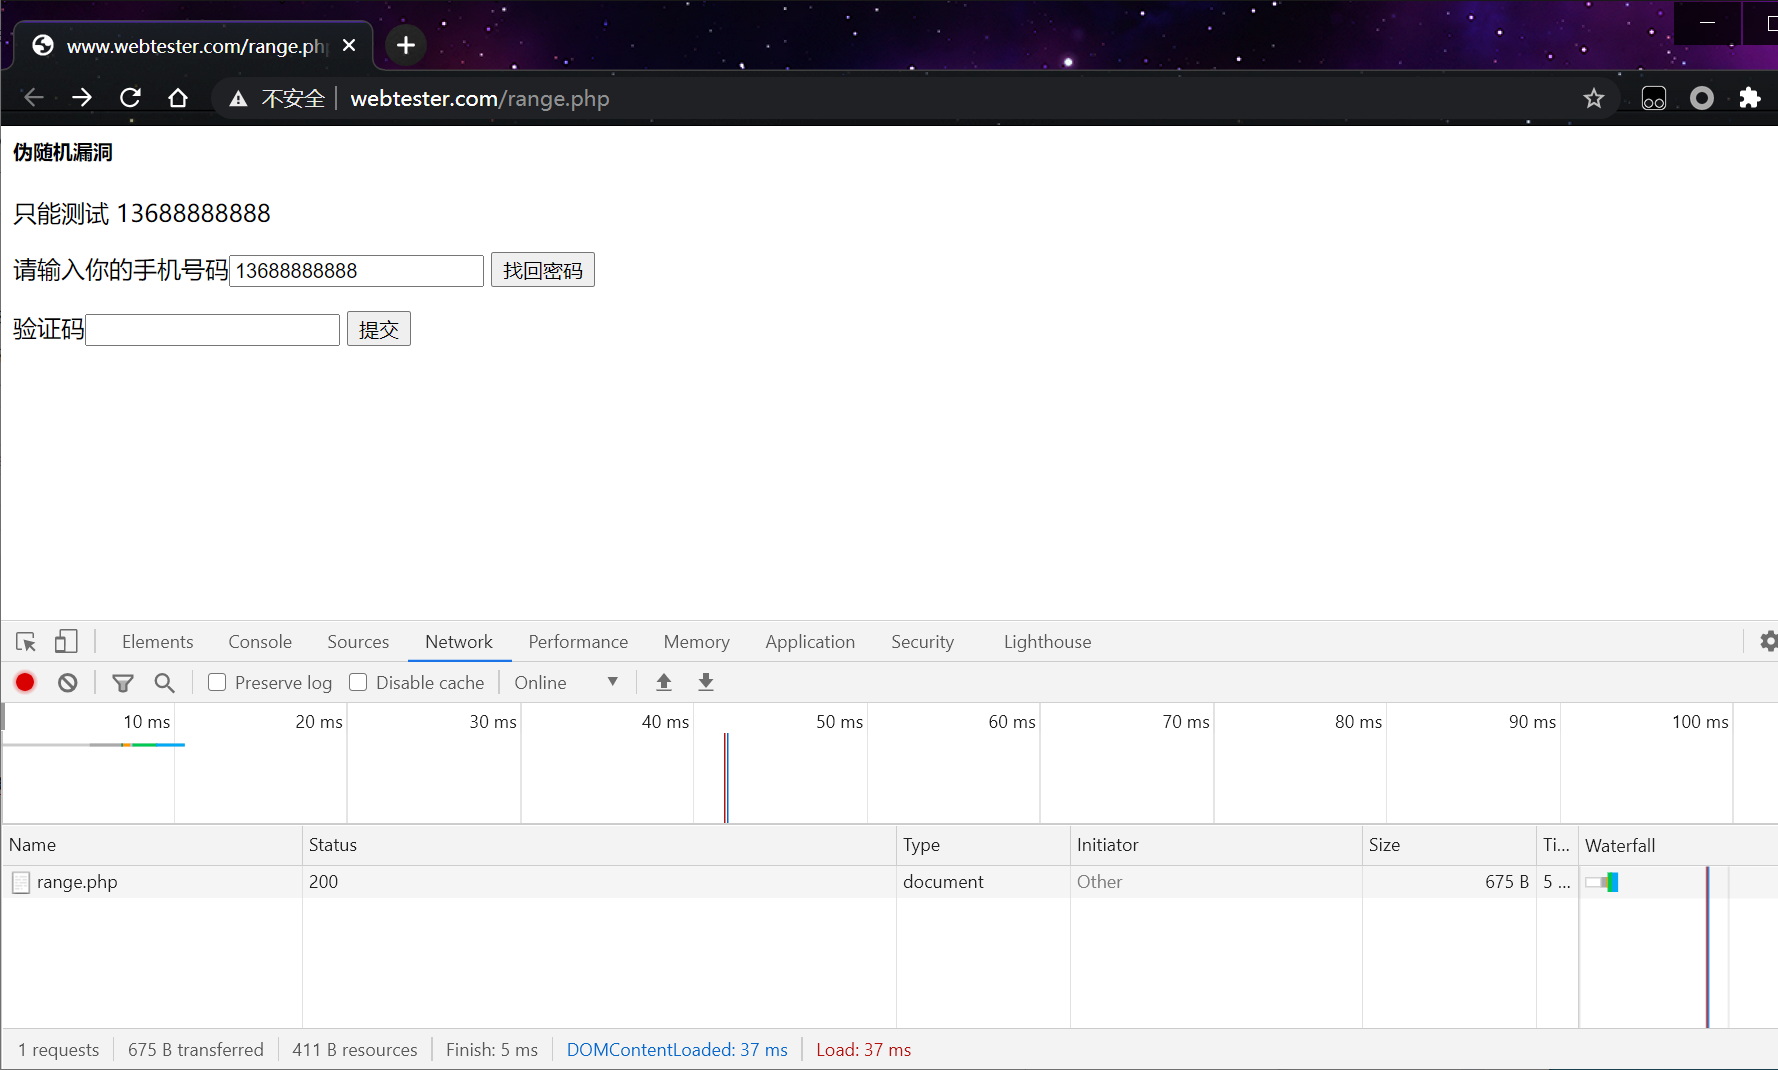 www.webtester.com/range.php
不安全 webtester.com/range.php
伪随机漏洞
只能测试 13688888888
请输入你的手机号码 13688888888 找回密码
验证码 提交
Elements Console Sources Network Performance Memory Application Security Lighthouse
Preserve log Disable cache Online
10 ms 20 ms 30 ms 40 ms 50 ms 60 ms 70 ms 80 ms 90 ms 100 ms
Name Status Type Initiator Size Ti... Waterfall
range.php 200 document Other 675 B 5 ...
1 requests 675 B transferred 411 B resources Finish: 5 ms DOMContentLoaded: 37 ms Load: 37 ms